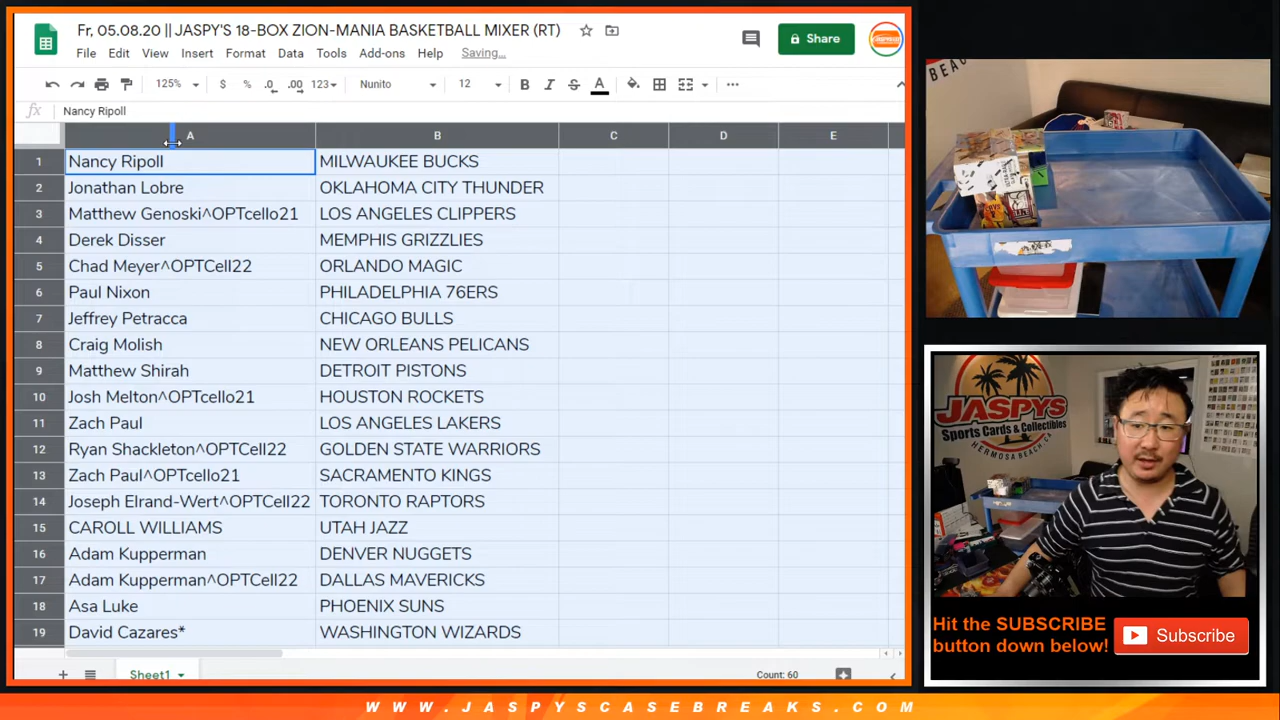 Fr, 05.08.20 || JASPY'S 18-BOX ZION-MANIA BASKETBALL MIXER (RT)
Share
File Edit View Insert Format Data Tools Add-ons Help Saving...
125% $ % .0 .00 123 Nunito 12 B I S A
fx Nancy Ripoll
A B C D E
1 Nancy Ripoll MILWAUKEE BUCKS
2 Jonathan Lobre OKLAHOMA CITY THUNDER
3 Matthew Genoski^OPTcello21 LOS ANGELES CLIPPERS
4 Derek Disser MEMPHIS GRIZZLIES
5 Chad Meyer^OPTCell22 ORLANDO MAGIC
6 Paul Nixon PHILADELPHIA 76ERS
7 Jeffrey Petracca CHICAGO BULLS
8 Craig Molish NEW ORLEANS PELICANS
9 Matthew Shirah DETROIT PISTONS
10 Josh Melton^OPTcello21 HOUSTON ROCKETS
11 Zach Paul LOS ANGELES LAKERS
12 Ryan Shackleton^OPTCell22 GOLDEN STATE WARRIORS
13 Zach Paul^OPTcello21 SACRAMENTO KINGS
14 Joseph Elrand-Wert^OPTCell22 TORONTO RAPTORS
15 CAROLL WILLIAMS UTAH JAZZ
16 Adam Kupperman DENVER NUGGETS
17 Adam Kupperman^OPTCell22 DALLAS MAVERICKS
18 Asa Luke PHOENIX SUNS
19 David Cazares* WASHINGTON WIZARDS
Sheet1 Count: 60
BEACH
JASPYS
Sports Cards & Collectibles
HERMOSA BEACH, CA
Hit the SUBSCRIBE
button down below!
Subscribe
WWW.JASPYSCASEBREAKS.COM